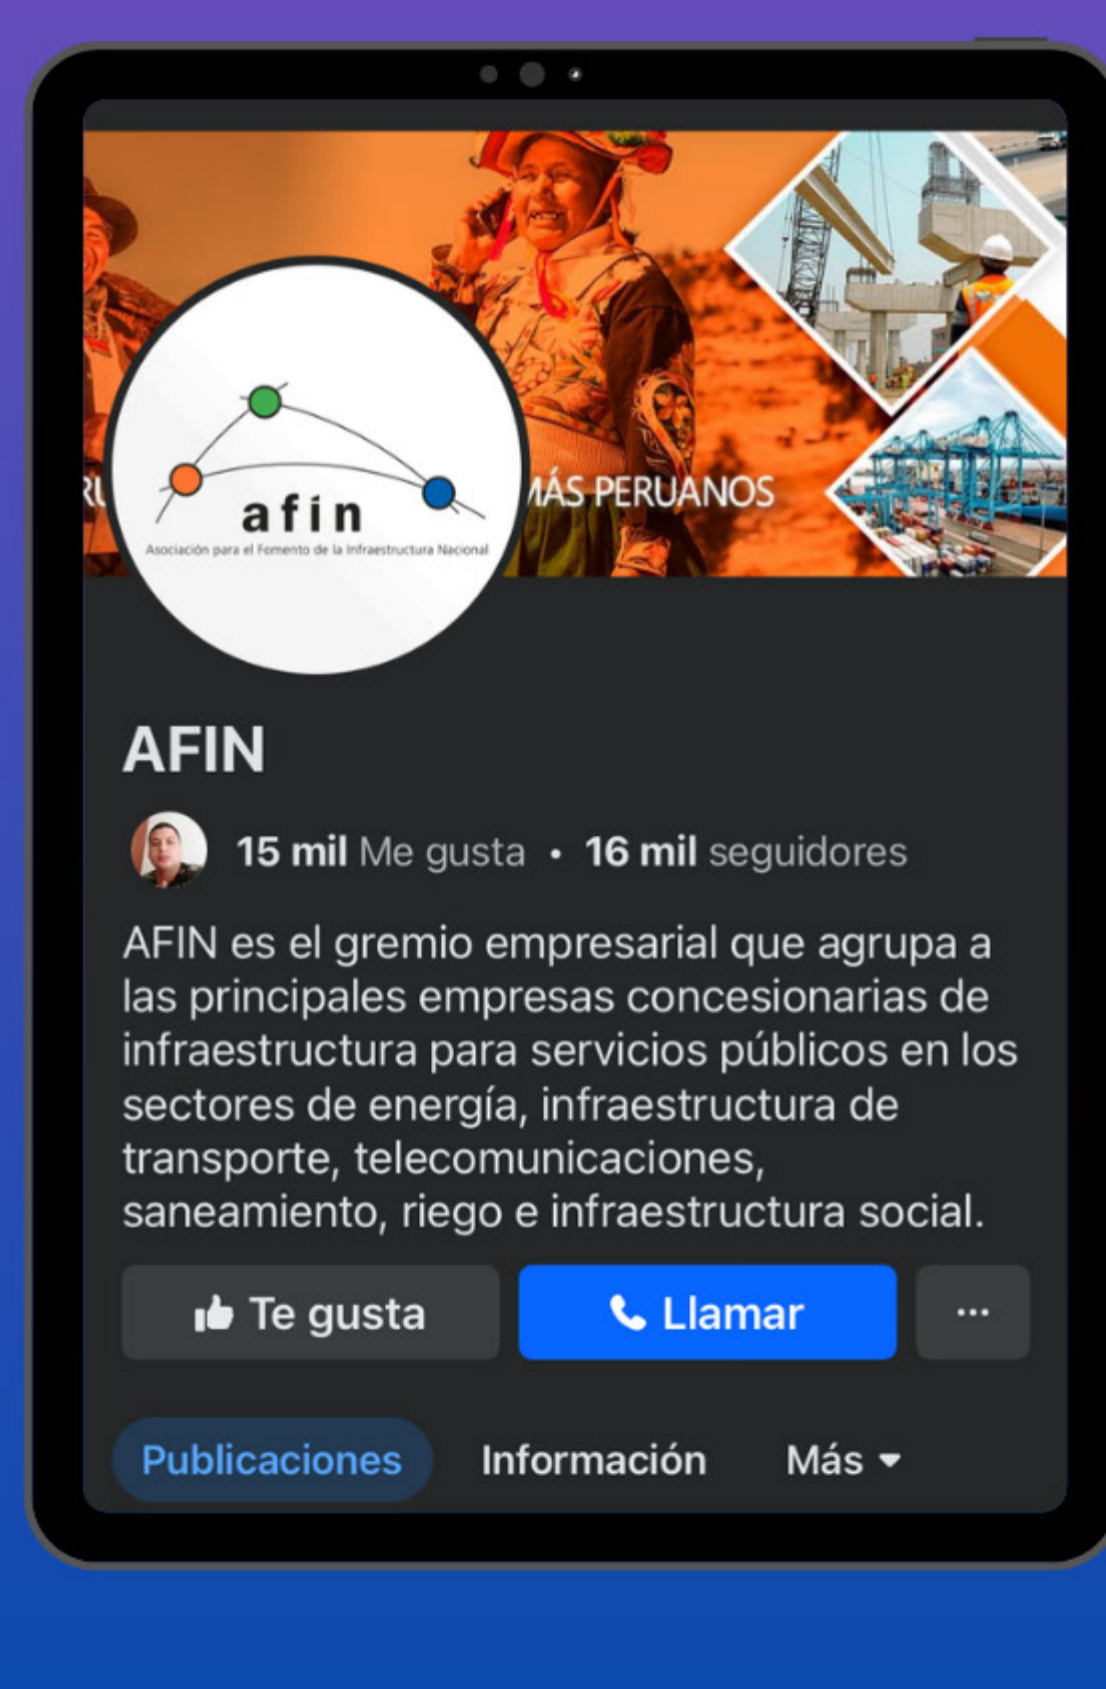 MÁS PERUANOS
afin
Asociación para el Fomento de la Infraestructura Nacional
AFIN
15 mil Me gusta • 16 mil seguidores
AFIN es el gremio empresarial que agrupa a
las principales empresas concesionarias de
infraestructura para servicios públicos en los
sectores de energía, infraestructura de
transporte, telecomunicaciones,
saneamiento, riego e infraestructura social.
Te gusta
Llamar
Publicaciones
Información
Más